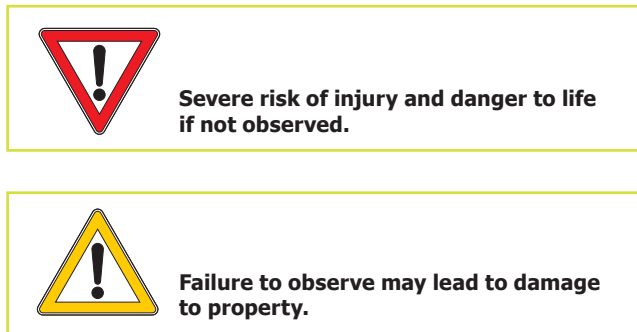 Severe risk of injury and danger to life
if not observed.
Failure to observe may lead to damage
to property.